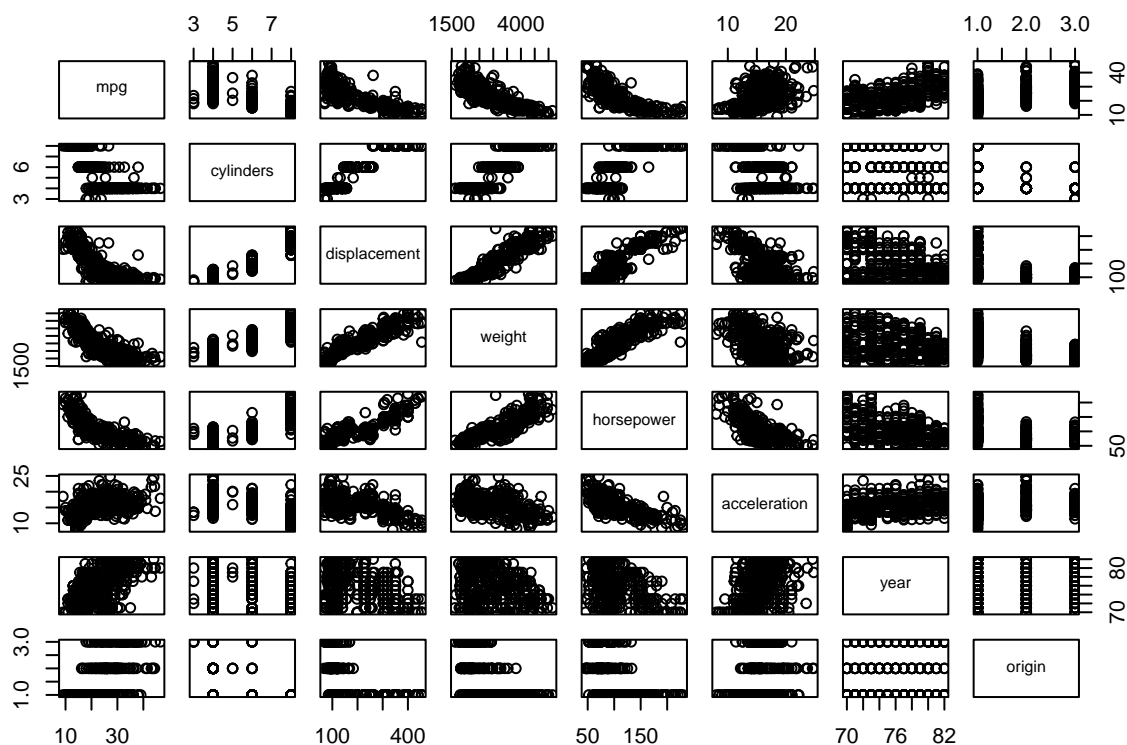 3 5 7 1500 4000 10 20 1.0 2.0 3.0
mpg 10 40
3 6 cylinders
displacement 100
1500 weight
horsepower 50
10 25 acceleration
year 70 80
1.0 3.0 origin
10 30 100 400 50 150 70 76 82